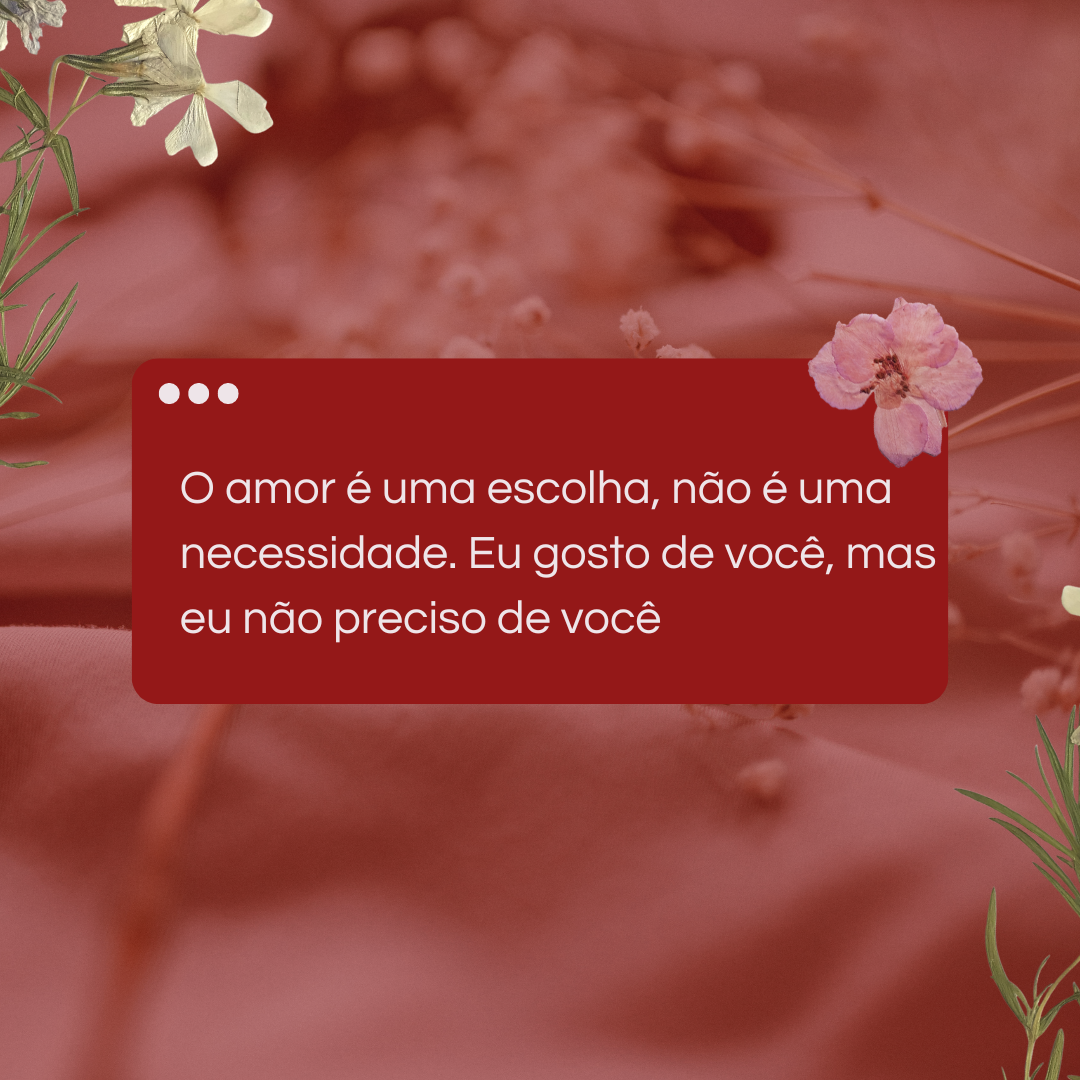 O amor é uma escolha, não é uma
necessidade. Eu gosto de você, mas
eu não preciso de você